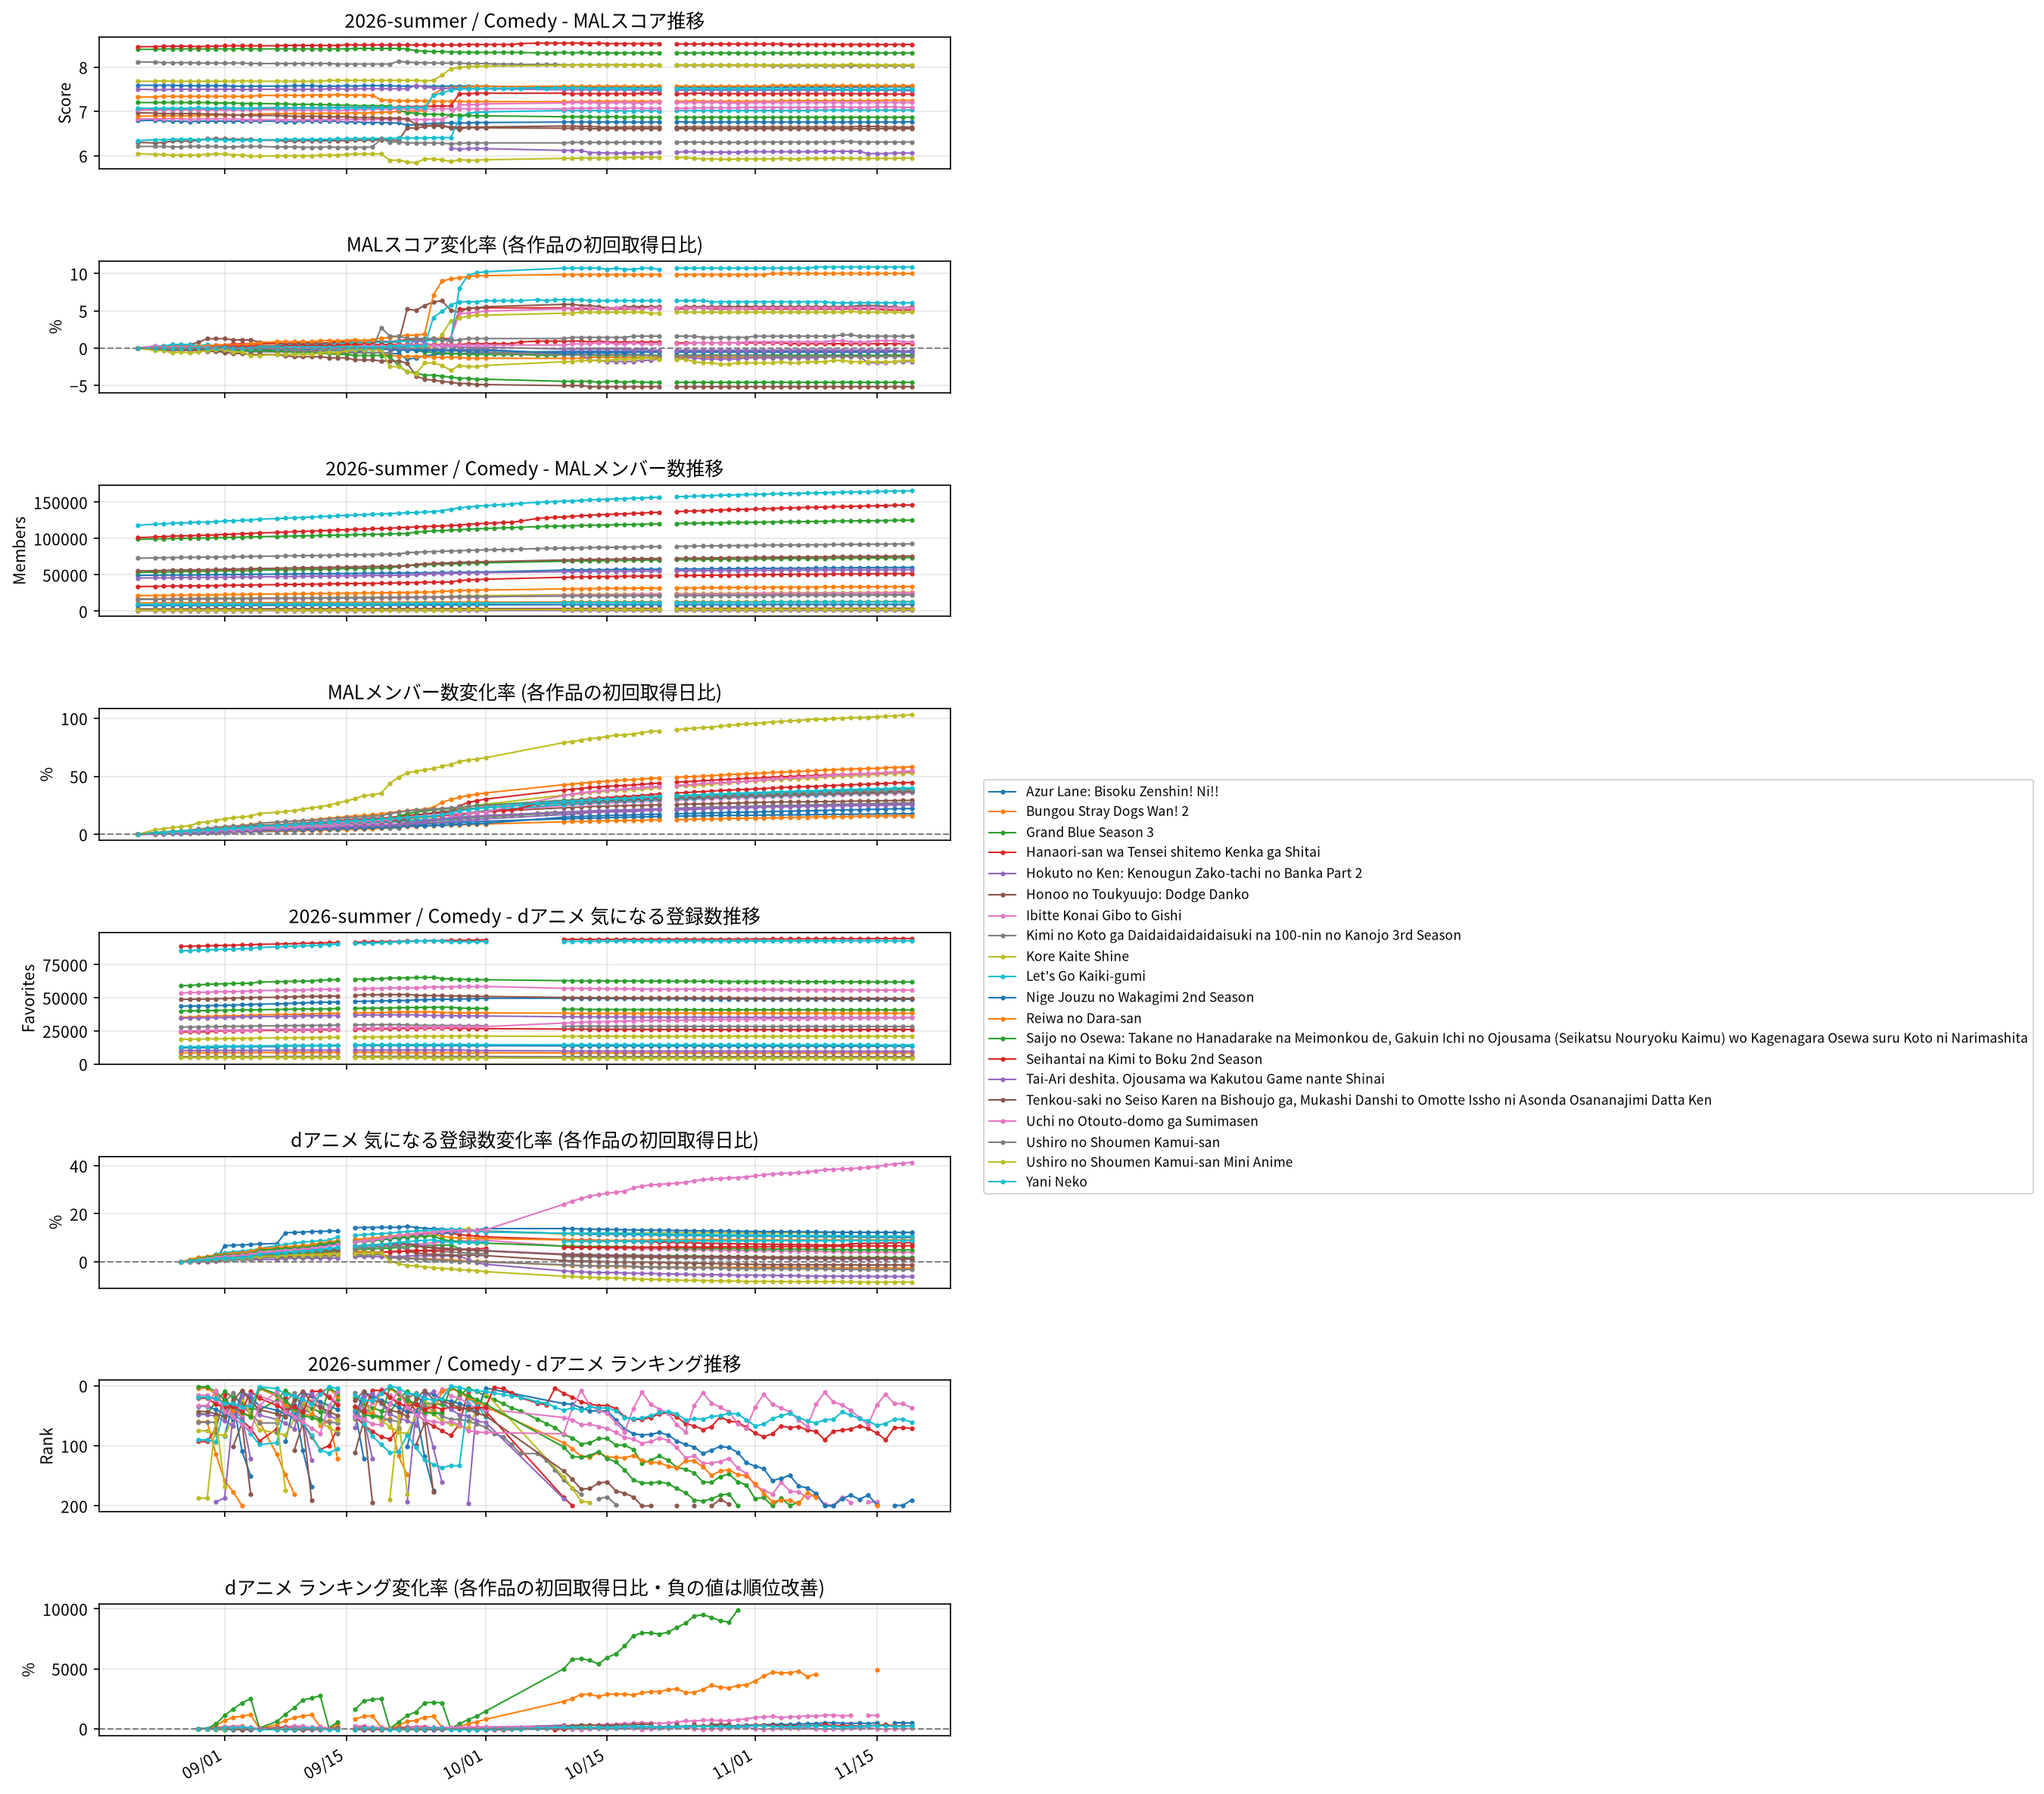 2026-summer / Comedy - MALスコア推移
Score
8
7
6
MALスコア変化率 (各作品の初回取得日比)
%
10
5
0
−5
2026-summer / Comedy - MALメンバー数推移
Members
150000
100000
50000
0
MALメンバー数変化率 (各作品の初回取得日比)
%
100
50
0
2026-summer / Comedy - dアニメ 気になる登録数推移
Favorites
75000
50000
25000
0
dアニメ 気になる登録数変化率 (各作品の初回取得日比)
%
40
20
0
2026-summer / Comedy - dアニメ ランキング推移
Rank
0
100
200
dアニメ ランキング変化率 (各作品の初回取得日比・負の値は順位改善)
%
10000
5000
0
09/01
09/15
10/01
10/15
11/01
11/15
Azur Lane: Bisoku Zenshin! Ni!!
Bungou Stray Dogs Wan! 2
Grand Blue Season 3
Hanaori-san wa Tensei shitemo Kenka ga Shitai
Hokuto no Ken: Kenougun Zako-tachi no Banka Part 2
Honoo no Toukyuujo: Dodge Danko
Ibitte Konai Gibo to Gishi
Kimi no Koto ga Daidaidaidaidaisuki na 100-nin no Kanojo 3rd Season
Kore Kaite Shine
Let's Go Kaiki-gumi
Nige Jouzu no Wakagimi 2nd Season
Reiwa no Dara-san
Saijo no Osewa: Takane no Hanadarake na Meimonkou de, Gakuin Ichi no Ojousama (Seikatsu Nouryoku Kaimu) wo Kagenagara Osewa suru Koto ni Narimashita
Seihantai na Kimi to Boku 2nd Season
Tai-Ari deshita. Ojousama wa Kakutou Game nante Shinai
Tenkou-saki no Seiso Karen na Bishoujo ga, Mukashi Danshi to Omotte Issho ni Asonda Osananajimi Datta Ken
Uchi no Otouto-domo ga Sumimasen
Ushiro no Shoumen Kamui-san
Ushiro no Shoumen Kamui-san Mini Anime
Yani Neko